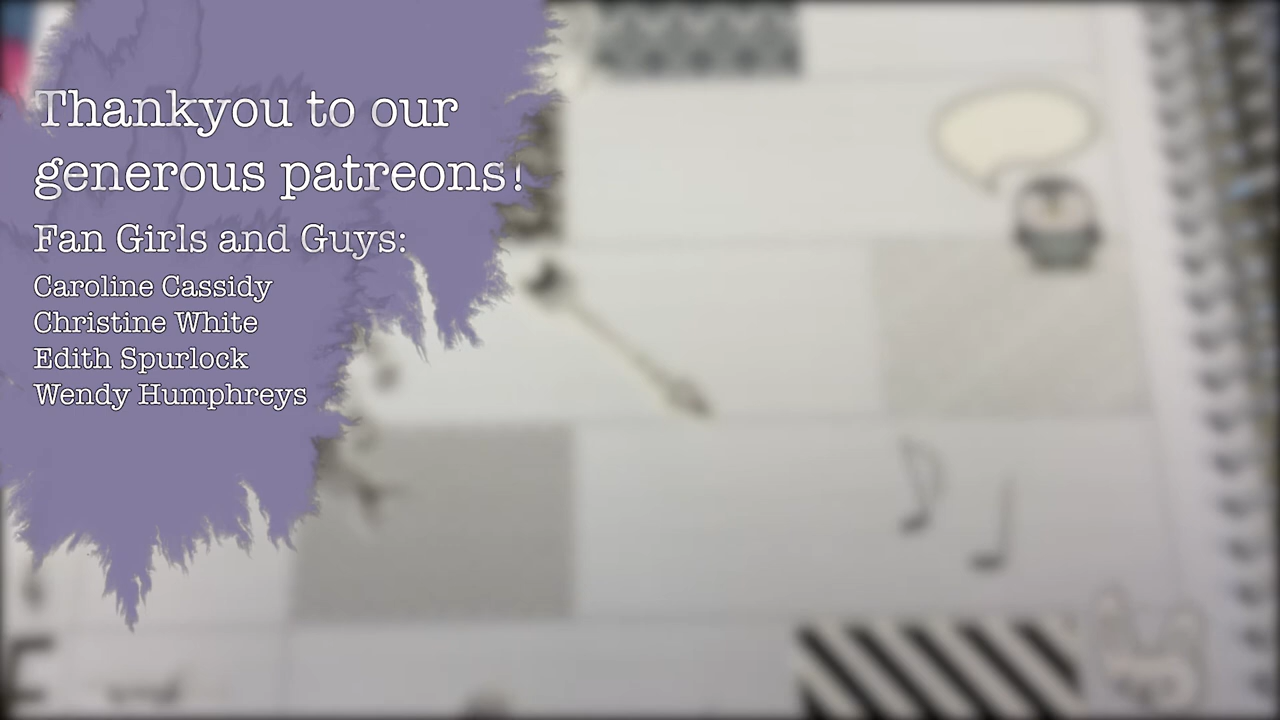 Thankyou to our
generous patreons!
Fan Girls and Guys:
Caroline Cassidy
Christine White
Edith Spurlock
Wendy Humphreys